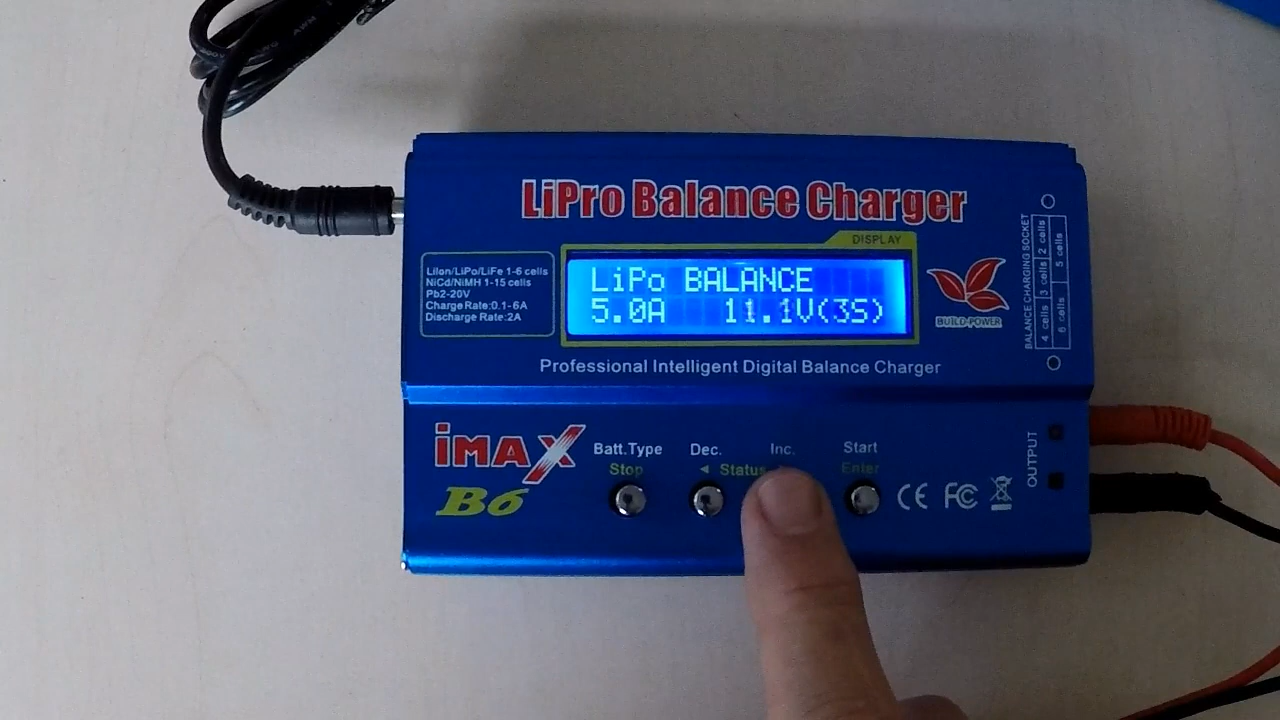 LiPro Balance Charger
DISPLAY
LiIon/LiPo/LiFe 1-6 cells
NiCd/NiMH 1-15 cells
Pb2-20V
Charge Rate:0.1-6A
Discharge Rate:2A
LiPo BALANCE
5.0A 11.1V(3S)
BUILD-POWER
BALANCE CHARGING SOCKET
2 cells
3 cells
4 cells
5 cells
6 cells
Professional Intelligent Digital Balance Charger
iMAX
B6
Batt.Type
Stop
Dec.
Inc.
◄ Status
Start
Enter
CE FC
OUTPUT